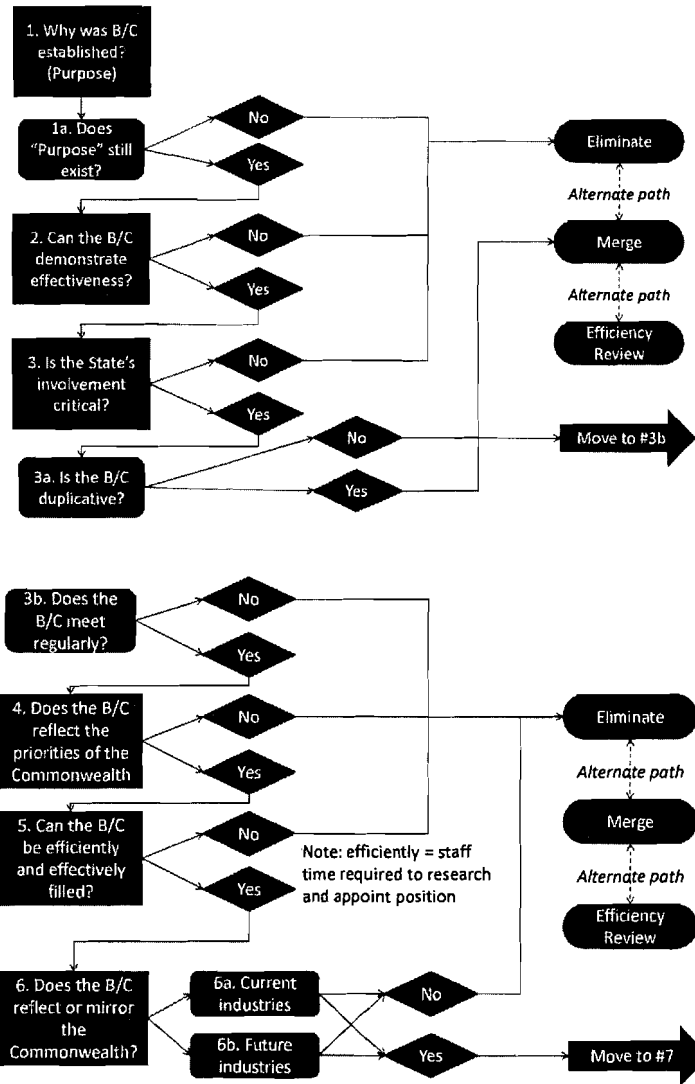 1. Why was B/C
established?
(Purpose)
1a. Does
"Purpose" still
exist?
No
Yes
Eliminate
Alternate path
2. Can the B/C
demonstrate
effectiveness?
No
Yes
Merge
Alternate path
Efficiency
Review
3. Is the State's
involvement
critical?
No
Yes
3a. Is the B/C
duplicative?
No
Yes
Move to #3b
3b. Does the
B/C meet
regularly?
No
Yes
4. Does the B/C
reflect the
priorities of the
Commonwealth
No
Yes
Eliminate
Alternate path
5. Can the B/C
be efficiently
and effectively
filled?
No
Yes
Note: efficiently = staff
time required to research
and appoint position
Merge
Alternate path
Efficiency
Review
6. Does the B/C
reflect or mirror
the
Commonwealth?
6a. Current
industries
6b. Future
industries
No
Yes
Move to #7